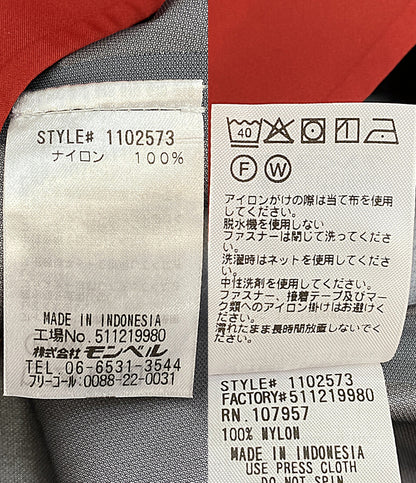 STYLE# 1102573
ナイロン 100%
MADE IN INDONESIA
工場No.511219980
株式会社 モンベル
TEL.06-6531-3544
フリーコール:0088-22-0031
40
F W
アイロンがけの際は当て布を使用
してください。
脱水機を使用しない
ファスナーは閉じて洗ってくださ
い。
洗濯時はネットを使用してくださ
い。
中性洗剤を使用してください。
ファスナー、接着テープ及びマー
ク類へのアイロン掛けはお避けく
ださい。
濡れたまま長時間放置しないでく
ださい。
STYLE# 1102573
FACTORY#511219980
RN.107957
100% NYLON
MADE IN INDONESIA
USE PRESS CLOTH
DO NOT SPIN